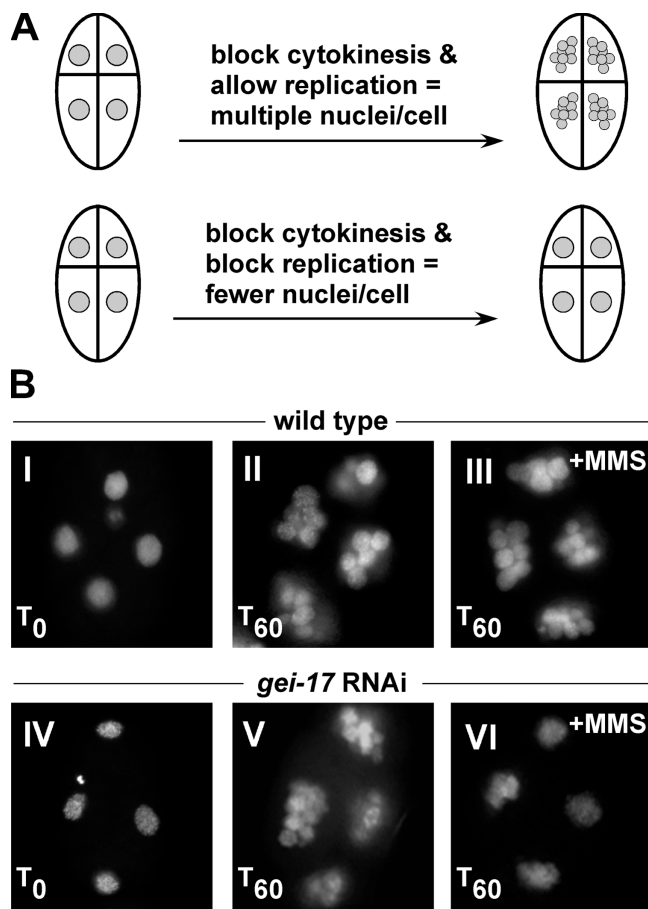 A
block cytokinesis &
allow replication =
multiple nuclei/cell
block cytokinesis &
block replication =
fewer nuclei/cell
B
wild type
I
II
III
+MMS
T0
T60
T60
gei-17 RNAi
IV
V
VI
+MMS
T0
T60
T60